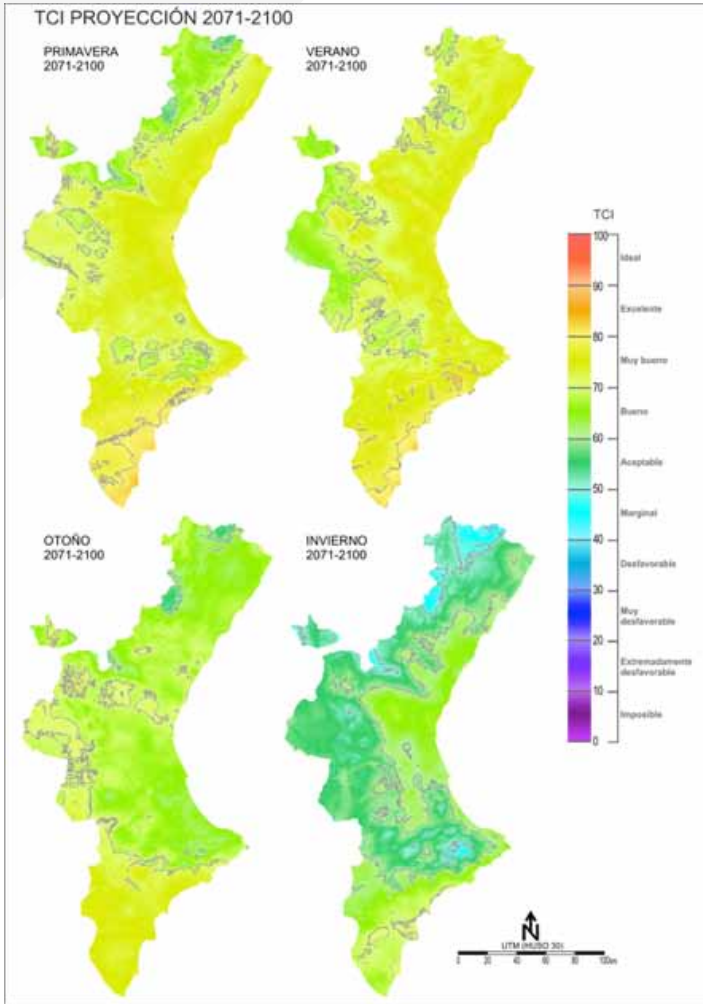 TCI PROYECCIÓN 2071-2100
PRIMAVERA
2071-2100
VERANO
2071-2100
TCI
100
Ideal
90
Excelente
80
Muy bueno
70
Bueno
60
Aceptable
50
Marginal
40
Desfavorable
30
Muy
desfavorable
20
Extremadamente
desfavorable
10
Imposible
0
OTOÑO
2071-2100
INVIERNO
2071-2100
N
UTM (HUSO 30)
0 20 40 60 80 100km